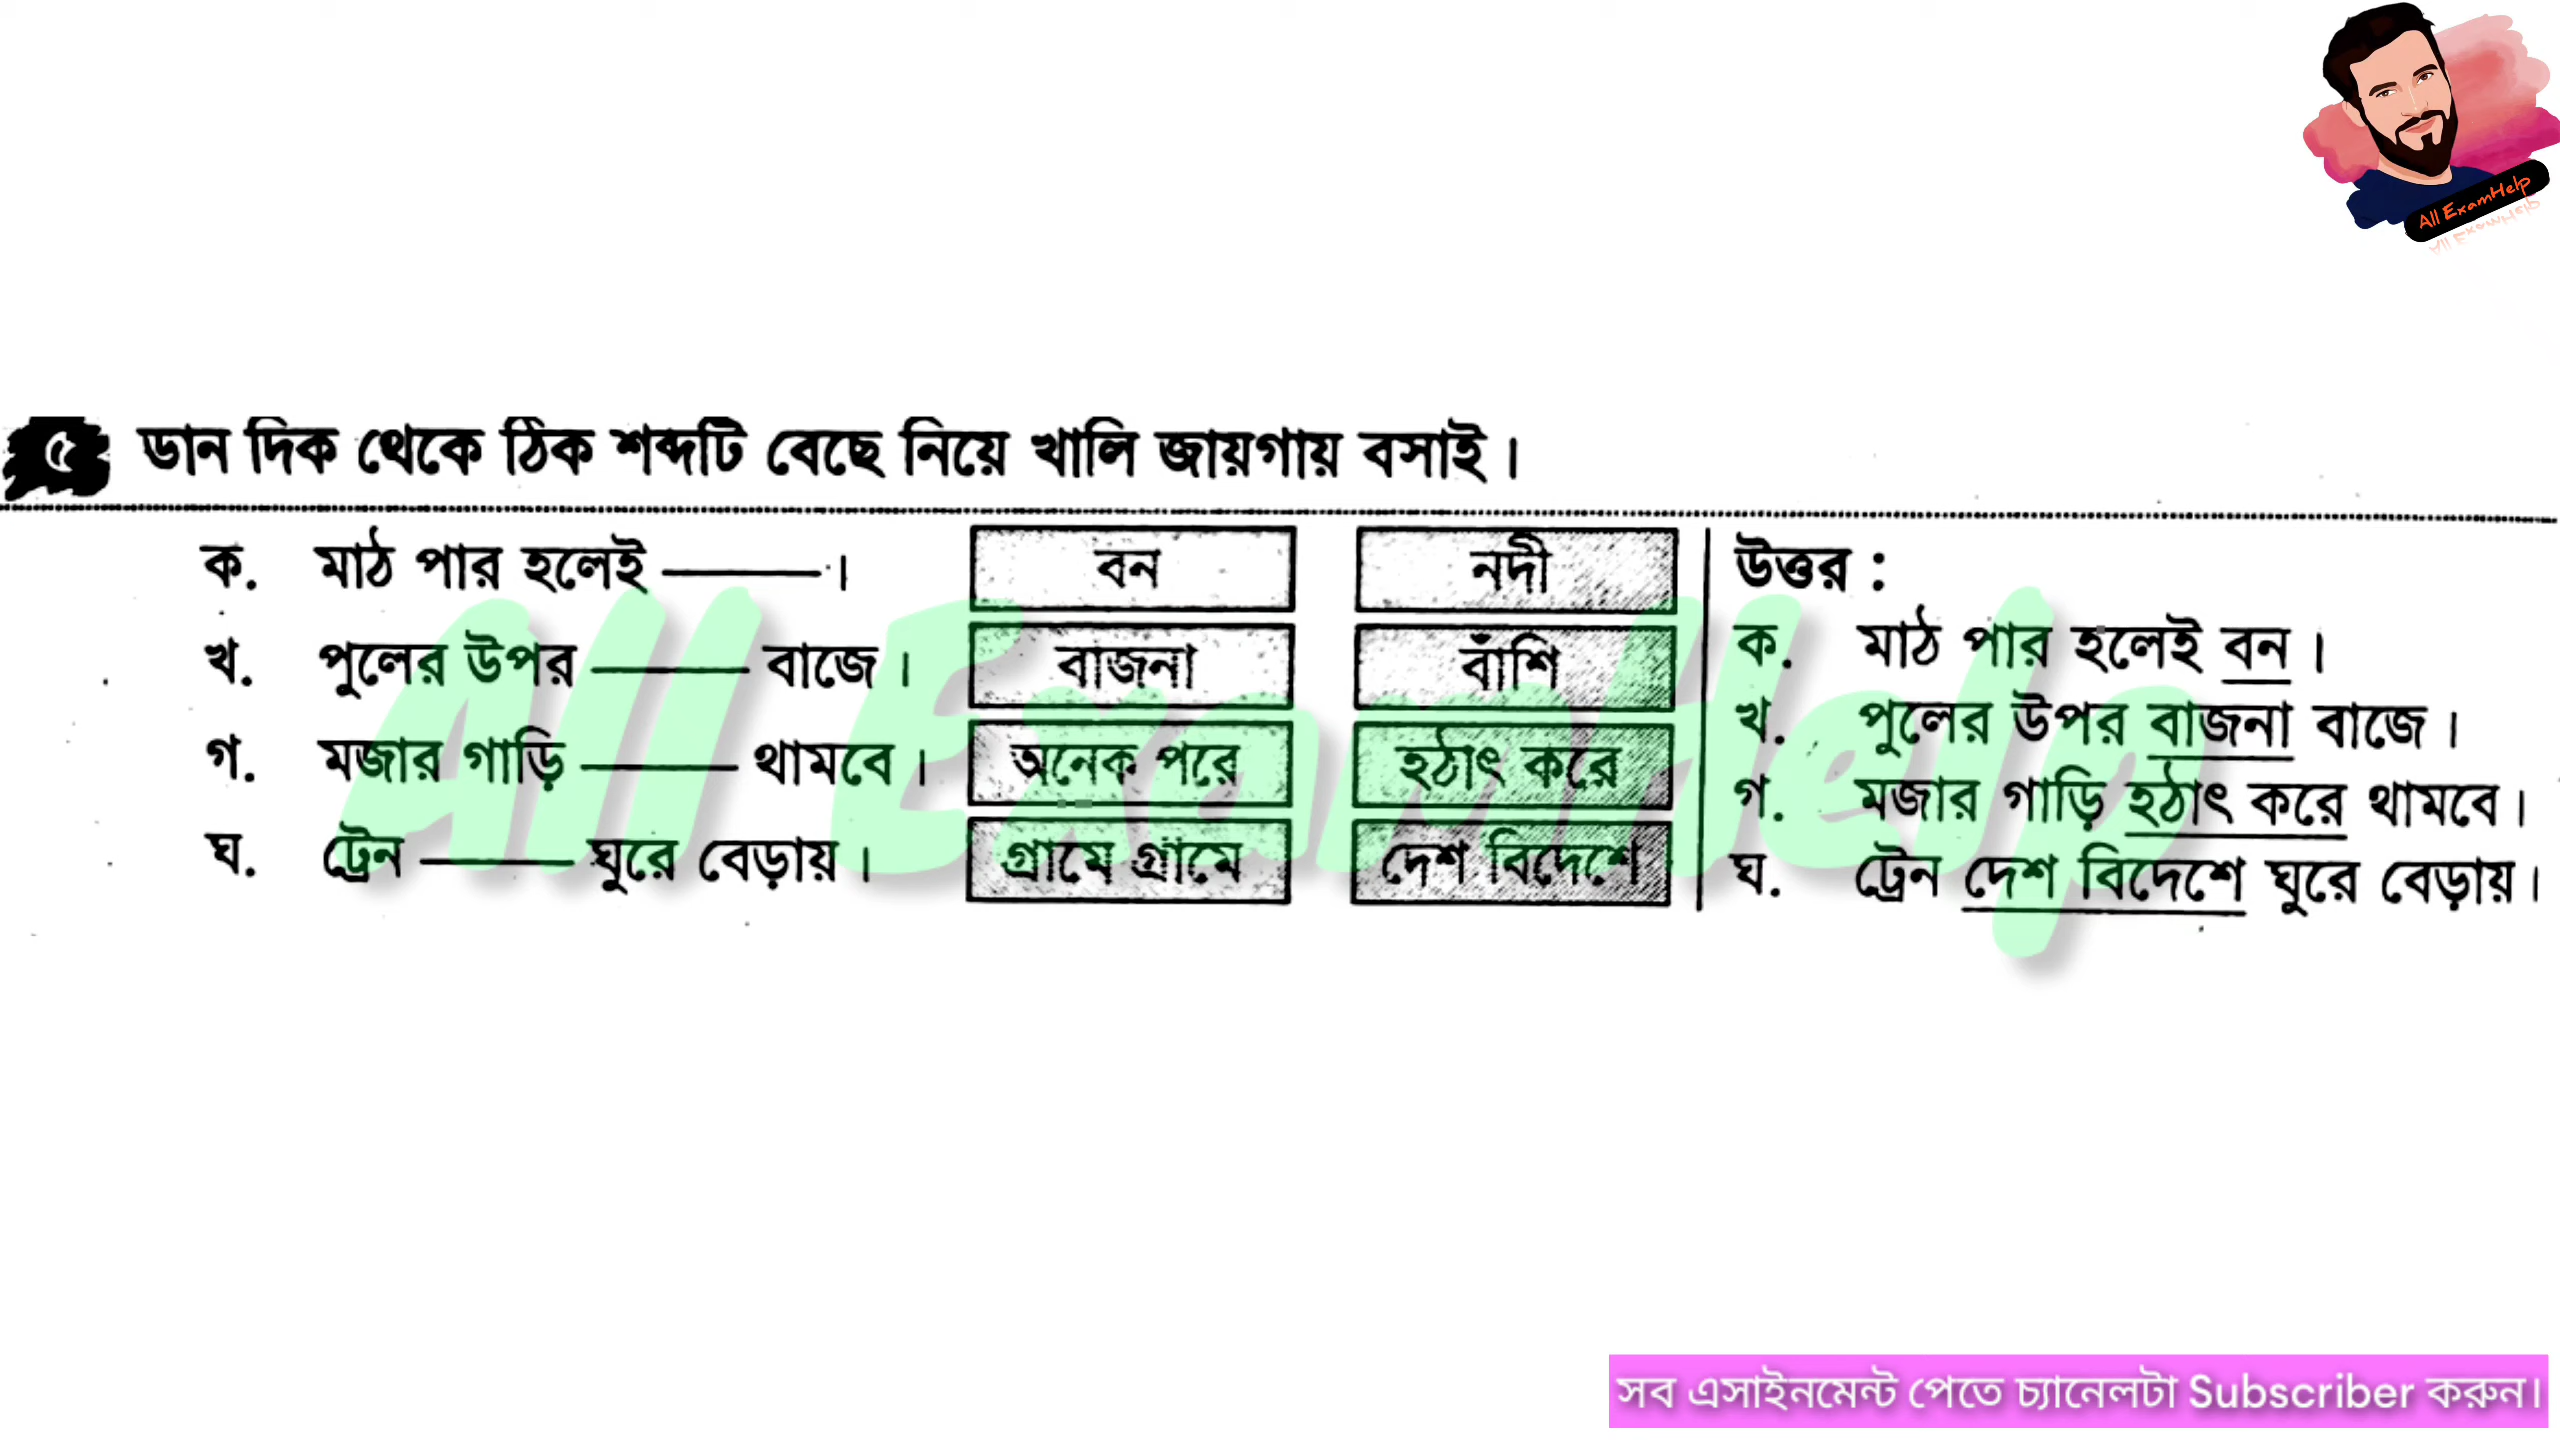 All ExamHelp
৫ ডান দিক থেকে ঠিক শব্দটি বেছে নিয়ে খালি জায়গায় বসাই।
ক. মাঠ পার হলেই ———। বন নদী
খ. পুলের উপর ——— বাজে। বাজনা বাঁশি
গ. মজার গাড়ি ——— থামবে। অনেক পরে হঠাৎ করে
ঘ. ট্রেন ——— ঘুরে বেড়ায়। গ্রামে গ্রামে দেশ বিদেশে
উত্তর :
ক. মাঠ পার হলেই বন।
খ. পুলের উপর বাজনা বাজে।
গ. মজার গাড়ি হঠাৎ করে থামবে।
ঘ. ট্রেন দেশ বিদেশে ঘুরে বেড়ায়।
All ExamHelp
সব এসাইনমেন্ট পেতে চ্যানেলটা Subscriber করুন।